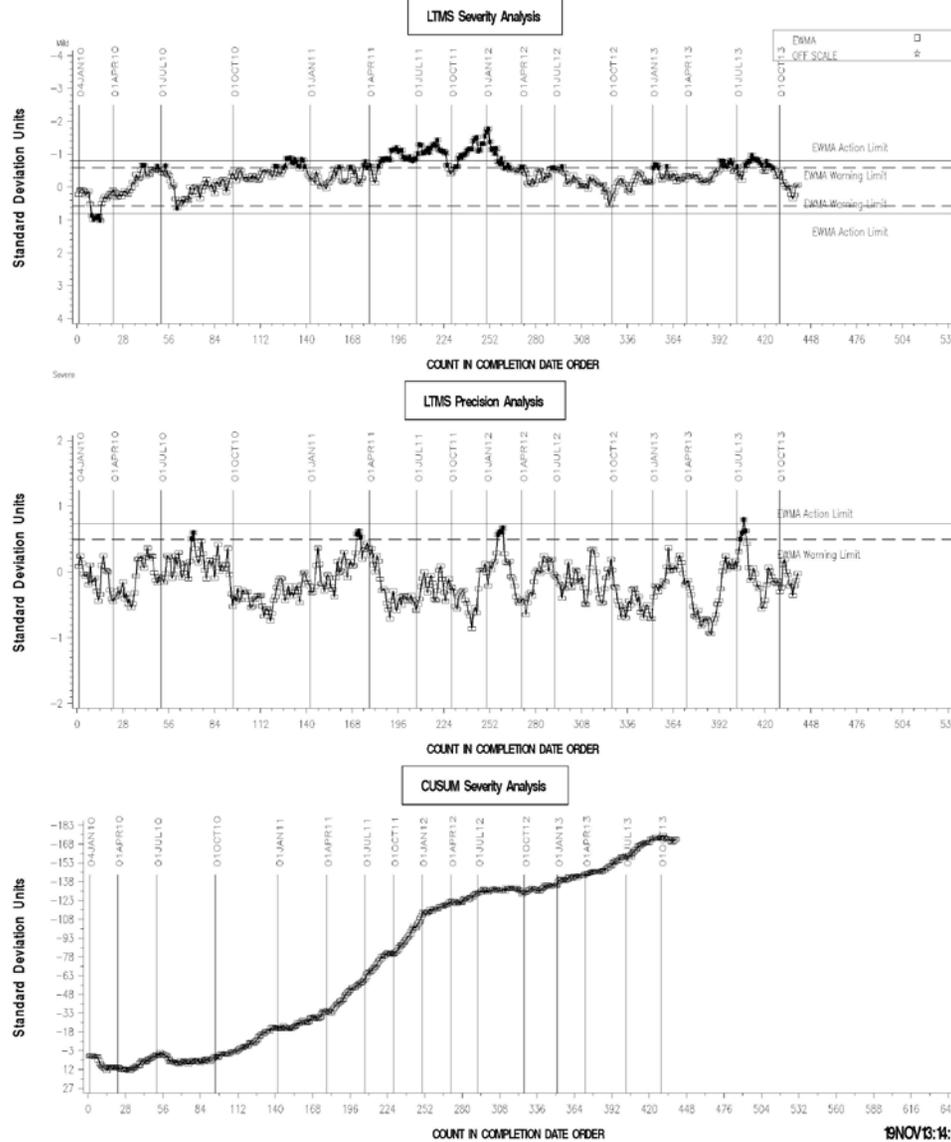 LTMS Severity Analysis
Mild
04JAN10
01APR10
01JUL10
01OCT10
01JAN11
01APR11
01JUL11
01OCT11
01JAN12
01APR12
01JUL12
01OCT12
01JAN13
01APR13
01JUL13
01OCT13
EWMA
OFF SCALE
Standard Deviation Units
-4
-3
-2
-1
0
1
2
3
4
EWMA Action Limit
EWMA Warning Limit
EWMA Warning Limit
EWMA Action Limit
0 28 56 84 112 140 168 196 224 252 280 308 336 364 392 420 448 476 504
COUNT IN COMPLETION DATE ORDER
Severe
LTMS Precision Analysis
04JAN10
01APR10
01JUL10
01OCT10
01JAN11
01APR11
01JUL11
01OCT11
01JAN12
01APR12
01JUL12
01OCT12
01JAN13
01APR13
01JUL13
01OCT13
Standard Deviation Units
2
1
0
-1
-2
EWMA Action Limit
EWMA Warning Limit
0 28 56 84 112 140 168 196 224 252 280 308 336 364 392 420 448 476 504
COUNT IN COMPLETION DATE ORDER
CUSUM Severity Analysis
04JAN10
01APR10
01JUL10
01OCT10
01JAN11
01APR11
01JUL11
01OCT11
01JAN12
01APR12
01JUL12
01OCT12
01JAN13
01APR13
Standard Deviation Units
-183
-168
-153
-138
-123
-108
-93
-78
-63
-48
-33
-18
-3
12
27
0 28 56 84 112 140 168 196 224 252 280 308 336 364 392 420 448 476 504 532 560 588 616
COUNT IN COMPLETION DATE ORDER
19NOV13:14: